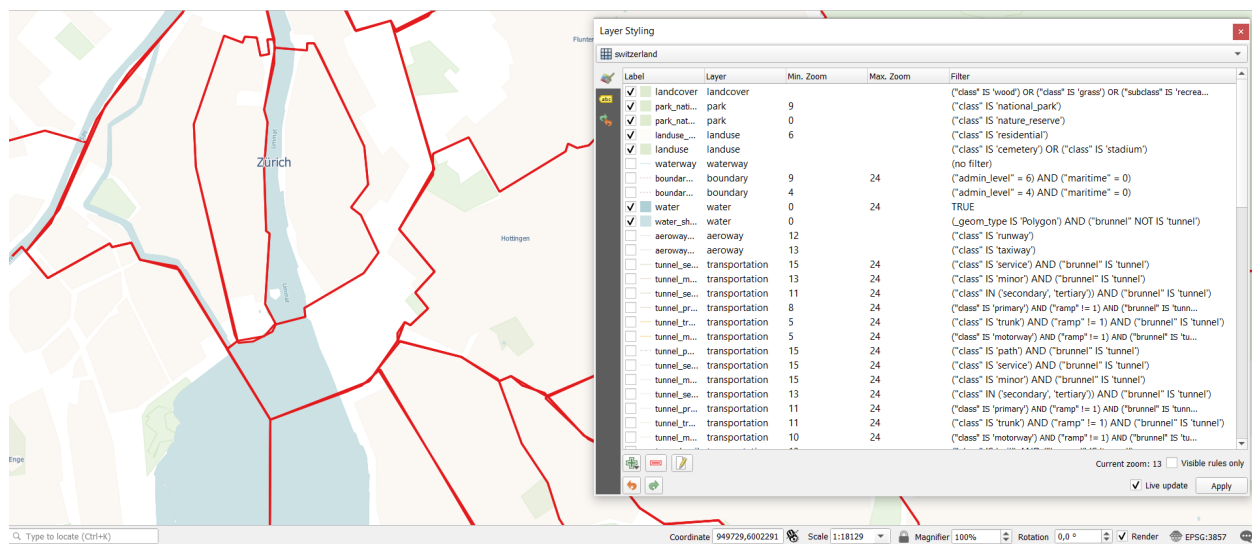 Flunter
Limmat
Zürich
Hottingen
Limmat
Enge
Layer Styling
switzerland
Label Layer Min. Zoom Max. Zoom Filter
landcover landcover ("class" IS 'wood') OR ("class" IS 'grass') OR ("subclass" IS 'recrea...
park_nati... park 9 ("class" IS 'national_park')
park_nat... park 0 ("class" IS 'nature_reserve')
landuse_... landuse 6 ("class" IS 'residential')
landuse landuse ("class" IS 'cemetery') OR ("class" IS 'stadium')
waterway waterway (no filter)
boundar... boundary 9 24 ("admin_level" = 6) AND ("maritime" = 0)
boundar... boundary 4 ("admin_level" = 4) AND ("maritime" = 0)
water water 0 24 TRUE
water_sh... water 0 (_geom_type IS 'Polygon') AND ("brunnel" NOT IS 'tunnel')
aeroway... aeroway 12 ("class" IS 'runway')
aeroway... aeroway 13 ("class" IS 'taxiway')
tunnel_se... transportation 15 24 ("class" IS 'service') AND ("brunnel" IS 'tunnel')
tunnel_m... transportation 13 24 ("class" IS 'minor') AND ("brunnel" IS 'tunnel')
tunnel_se... transportation 11 24 ("class" IN ('secondary', 'tertiary')) AND ("brunnel" IS 'tunnel')
tunnel_pr... transportation 8 24 ("class" IS 'primary') AND ("ramp" != 1) AND ("brunnel" IS 'tunn...
tunnel_tr... transportation 5 24 ("class" IS 'trunk') AND ("ramp" != 1) AND ("brunnel" IS 'tunnel')
tunnel_m... transportation 5 24 ("class" IS 'motorway') AND ("ramp" != 1) AND ("brunnel" IS 'tu...
tunnel_p... transportation 15 24 ("class" IS 'path') AND ("brunnel" IS 'tunnel')
tunnel_se... transportation 15 24 ("class" IS 'service') AND ("brunnel" IS 'tunnel')
tunnel_m... transportation 15 24 ("class" IS 'minor') AND ("brunnel" IS 'tunnel')
tunnel_se... transportation 13 24 ("class" IN ('secondary', 'tertiary')) AND ("brunnel" IS 'tunnel')
tunnel_pr... transportation 11 24 ("class" IS 'primary') AND ("ramp" != 1) AND ("brunnel" IS 'tunn...
tunnel_tr... transportation 11 24 ("class" IS 'trunk') AND ("ramp" != 1) AND ("brunnel" IS 'tunnel')
tunnel_m... transportation 10 24 ("class" IS 'motorway') AND ("ramp" != 1) AND ("brunnel" IS 'tu...
abc
Current zoom: 13 Visible rules only
Live update Apply
Type to locate (Ctrl+K) Coordinate 949729,6002291 Scale 1:18129 Magnifier 100% Rotation 0,0 ° Render EPSG:3857